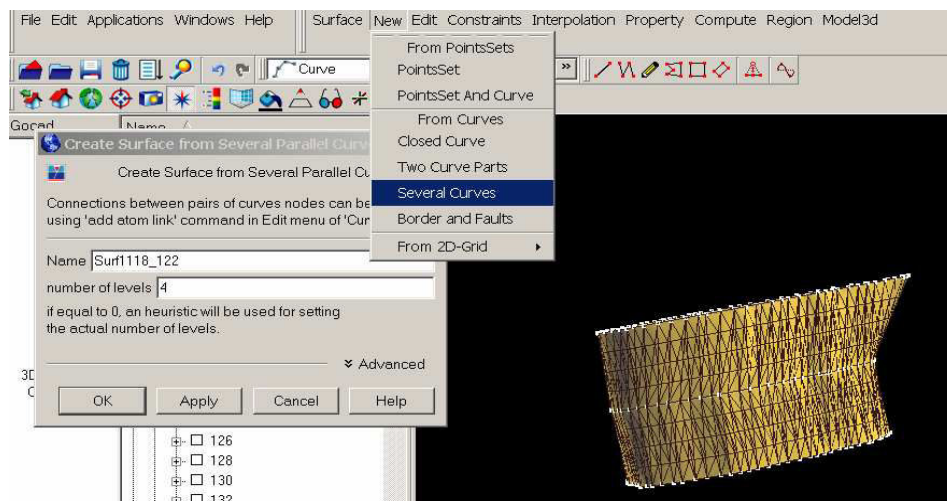 File Edit Applications Windows Help Surface New Edit Constraints Interpolation Property Compute Region Model3d
From PointsSets
Curve
PointsSet
»
PointsSet And Curve
From Curves
Gocad Name
Closed Curve
Create Surface from Several Parallel Curv
Two Curve Parts
Create Surface from Several Parallel Cu
Several Curves
Connections between pairs of curves nodes can be
using 'add atom link' command in Edit menu of 'Cur
Border and Faults
From 2D-Grid
Name Surf1118_122
number of levels 4
if equal to 0, an heuristic will be used for setting
the actual number of levels.
Advanced
OK Apply Cancel Help
126
128
130
132